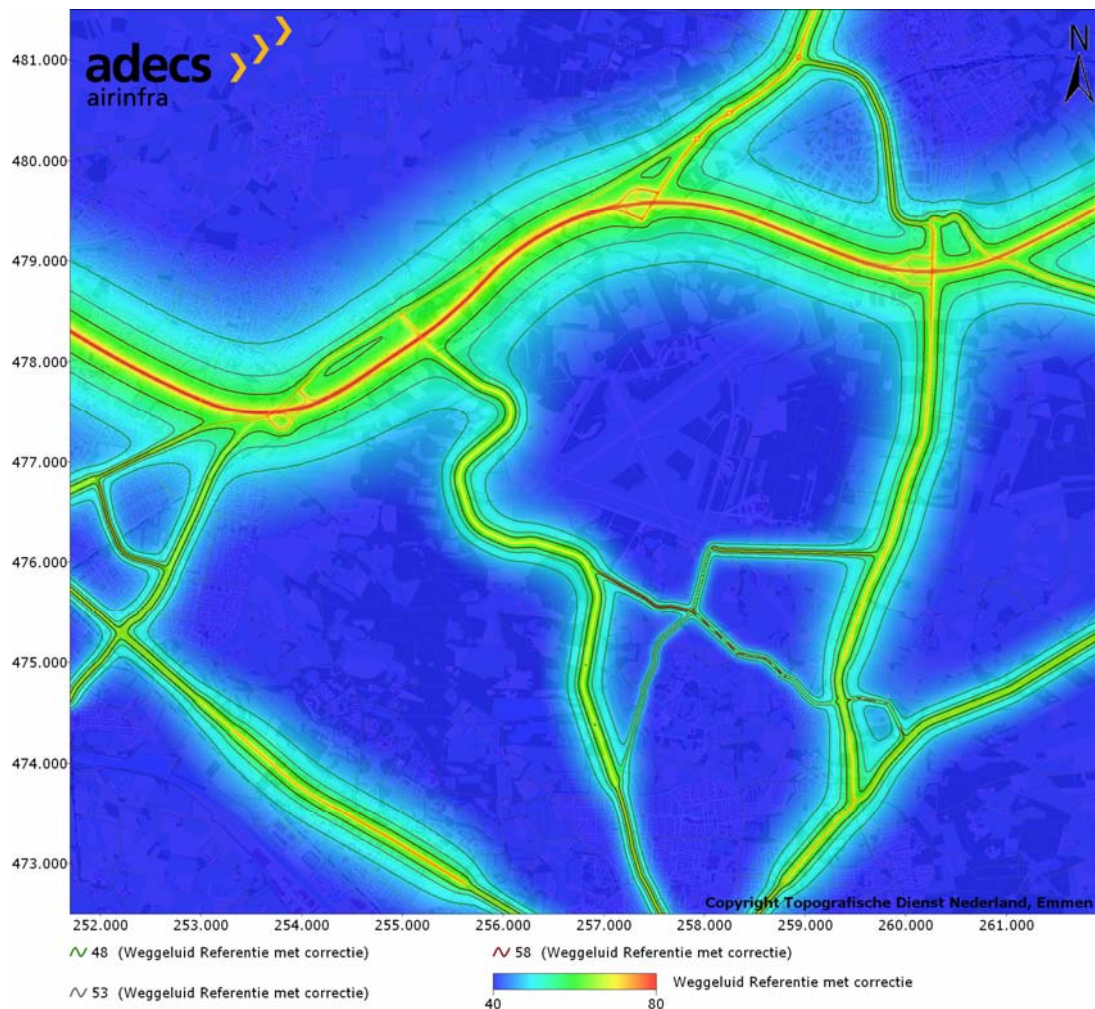 adecs
airinfra
N
481.000
480.000
479.000
478.000
477.000
476.000
475.000
474.000
473.000
Copyright Topografische Dienst Nederland, Emmen
252.000 253.000 254.000 255.000 256.000 257.000 258.000 259.000 260.000 261.000
48 (Weggeluid Referentie met correctie)
58 (Weggeluid Referentie met correctie)
53 (Weggeluid Referentie met correctie)
Weggeluid Referentie met correctie
40 80